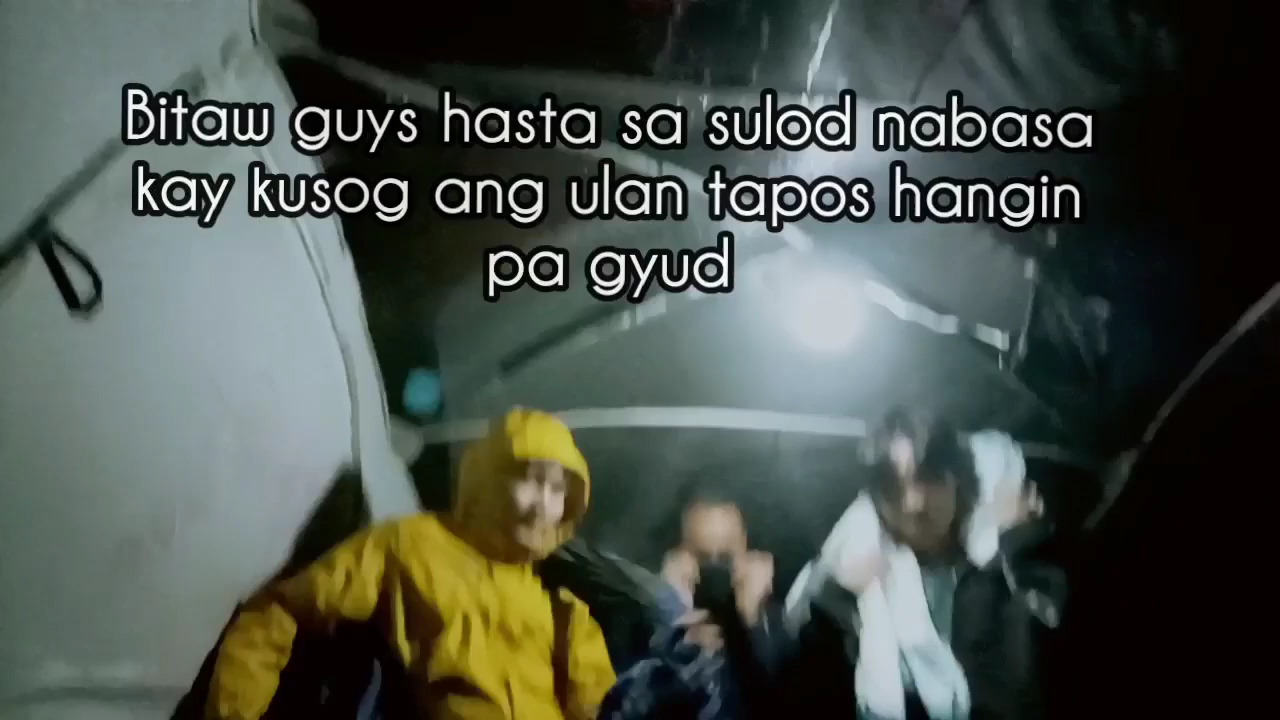 Bitaw guys hasta sa sulod nabasa
kay kusog ang ulan tapos hangin
pa gyud